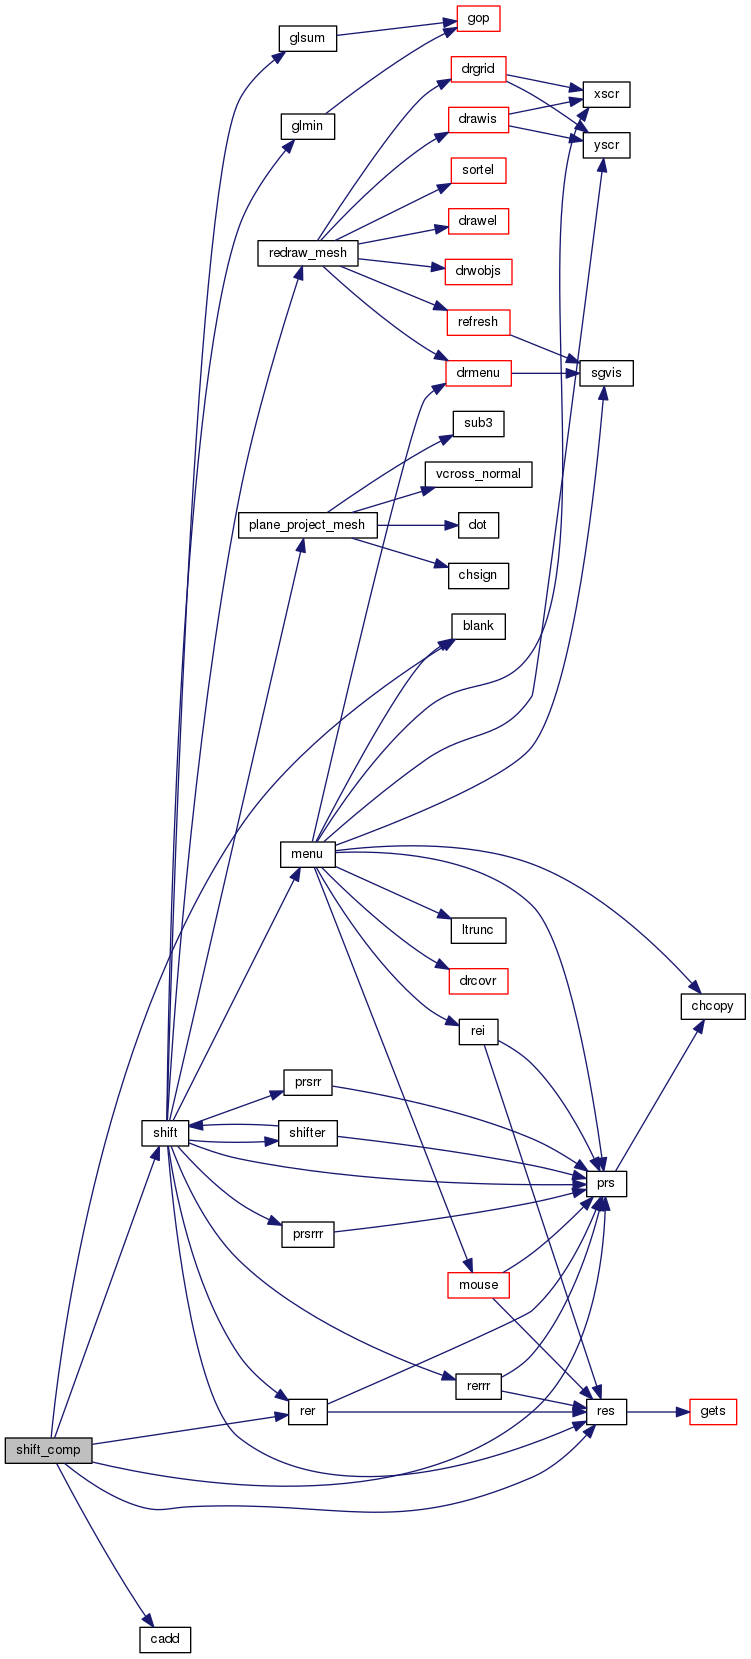 gop
glsum
drgrid
xscr
glmin
drawis
yscr
sortel
drawel
redraw_mesh
drwobjs
refresh
drmenu
sgvis
sub3
vcross_normal
plane_project_mesh
dot
chsign
blank
menu
ltrunc
drcovr
chcopy
rei
prsrr
shift
shifter
prs
prsrrr
mouse
rerrr
rer
res
gets
shift_comp
cadd